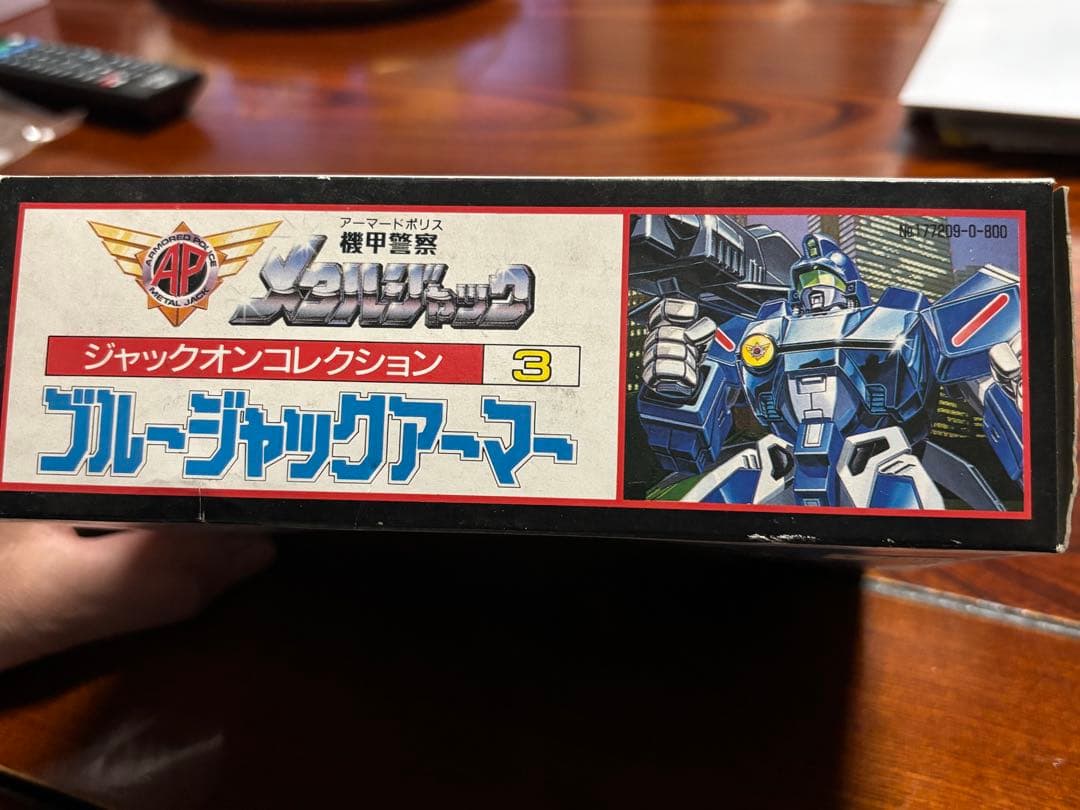 ARMORED POLICE
AP
METAL JACK
アーマードポリス
機甲警察
メタルジャック
ジャックオンコレクション 3
ブルージャックアーマー
No.177209-0-800